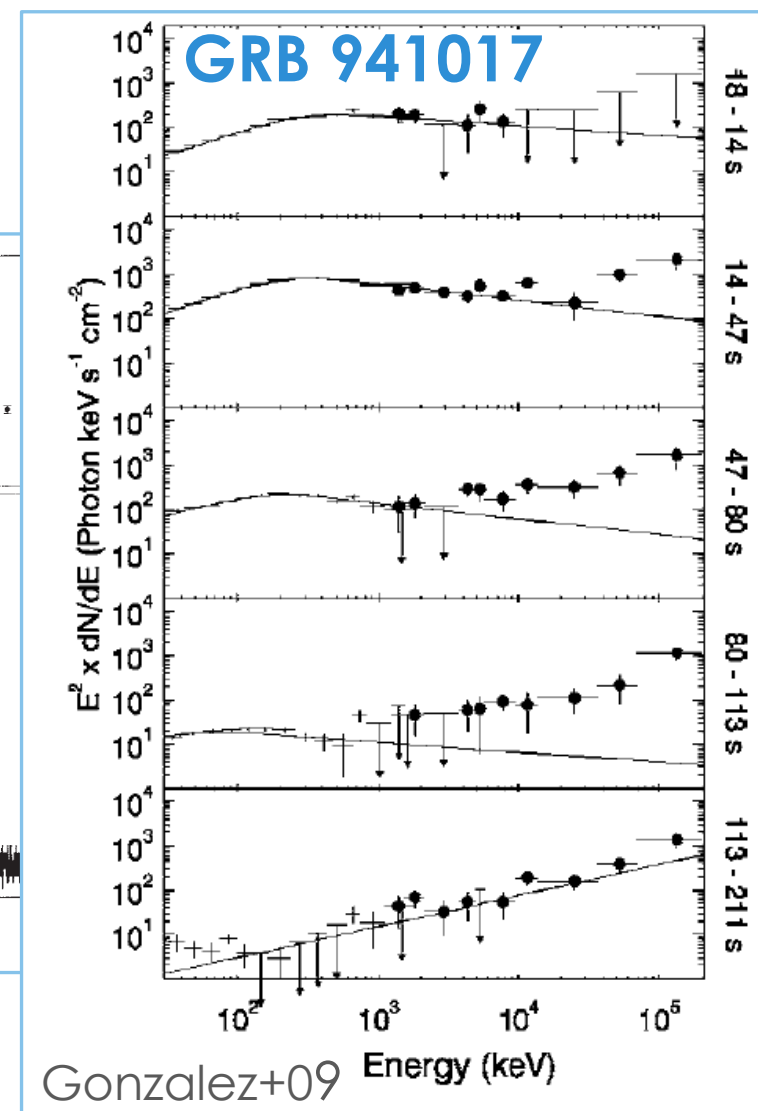 GRB 941017
10⁴
10³
10²
10¹
18 - 14 s
10⁴
10³
10²
10¹
14 - 47 s
10⁴
10³
10²
10¹
47 - 80 s
10⁴
10³
10²
10¹
80 - 113 s
10⁴
10³
10²
10¹
113 - 211 s
E² x dN/dE (Photon keV s⁻¹ cm⁻²)
10² 10³ 10⁴ 10⁵
Energy (keV)
Gonzalez+09